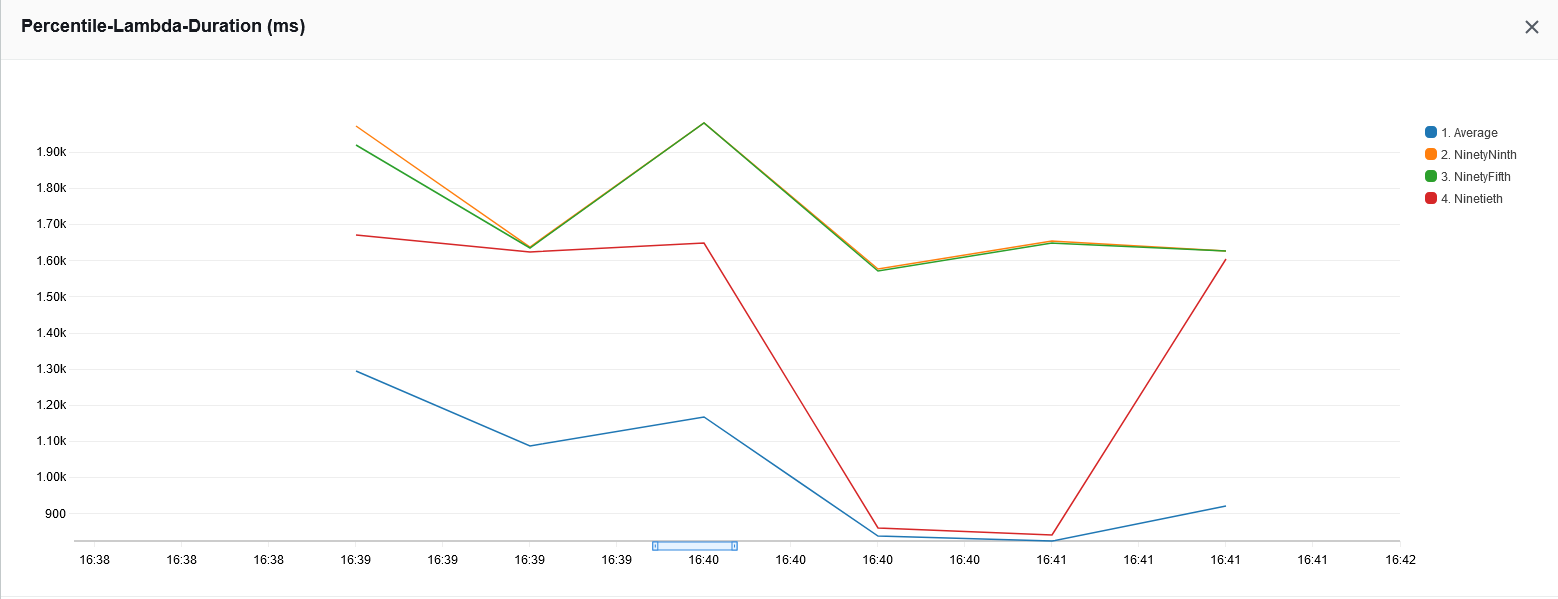 Percentile-Lambda-Duration (ms)
1.90k
1.80k
1.70k
1.60k
1.50k
1.40k
1.30k
1.20k
1.10k
1.00k
900
16:38 16:38 16:38 16:39 16:39 16:39 16:39 16:40 16:40 16:40 16:40 16:41 16:41 16:41 16:41 16:42
1. Average
2. NinetyNinth
3. NinetyFifth
4. Ninetieth